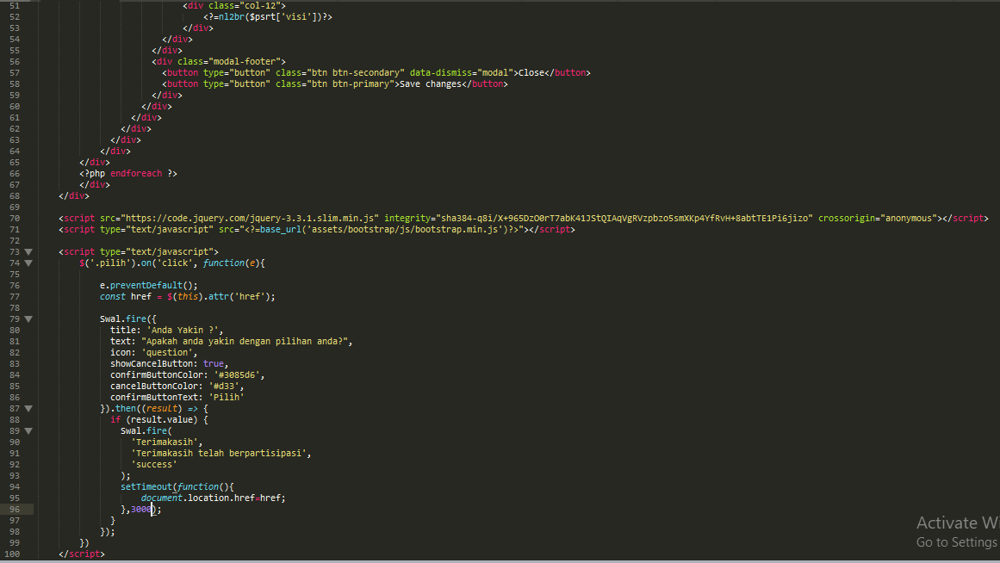 51 <div class="col-12">
52 <?=nl2br($psrt['visi'])?>
53 </div>
54 </div>
55 </div>
56 <div class="modal-footer">
57 <button type="button" class="btn btn-secondary" data-dismiss="modal">Close</button>
58 <button type="button" class="btn btn-primary">Save changes</button>
59 </div>
60 </div>
61 </div>
62 </div>
63 </div>
64 </div>
65 </div>
66 <?php endforeach ?>
67 </div>
68 </div>
69
70 <script src="https://code.jquery.com/jquery-3.3.1.slim.min.js" integrity="sha384-q8i/X+965DzO0rT7abK41JStQIAqVgRVzpbzo5smXKp4YfRvH+8abtTE1Pi6jizo" crossorigin="anonymous"></script>
71 <script type="text/javascript" src="<?=base_url('assets/bootstrap/js/bootstrap.min.js')?>"></script>
72
73 <script type="text/javascript">
74 $('.pilih').on('click', function(e){
75
76 e.preventDefault();
77 const href = $(this).attr('href');
78
79 Swal.fire({
80 title: 'Anda Yakin ?',
81 text: "Apakah anda yakin dengan pilihan anda?",
82 icon: 'question',
83 showCancelButton: true,
84 confirmButtonColor: '#3085d6',
85 cancelButtonColor: '#d33',
86 confirmButtonText: 'Pilih'
87 }).then((result) => {
88 if (result.value) {
89 Swal.fire(
90 'Terimakasih',
91 'Terimakasih telah berpartisipasi',
92 'success'
93 );
94 setTimeout(function(){
95 document.location.href=href;
96 },3000);
97 }
98 });
99 })
100 </script>
Activate W
Go to Settings